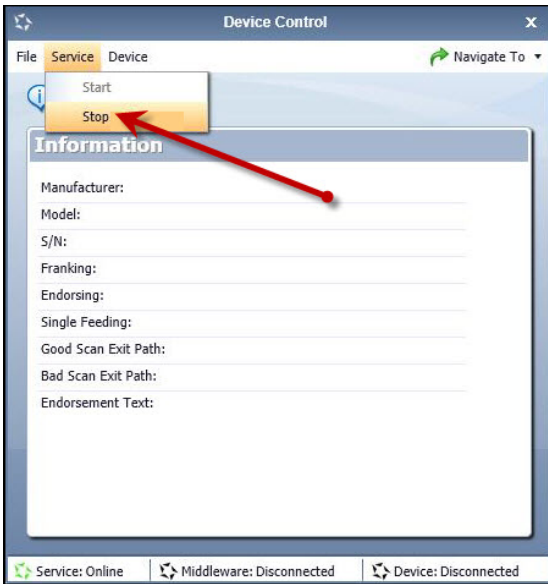 Device Control
x
File Service Device Navigate To
Start
Stop
Information
Manufacturer:
Model:
S/N:
Franking:
Endorsing:
Single Feeding:
Good Scan Exit Path:
Bad Scan Exit Path:
Endorsement Text:
Service: Online Middleware: Disconnected Device: Disconnected